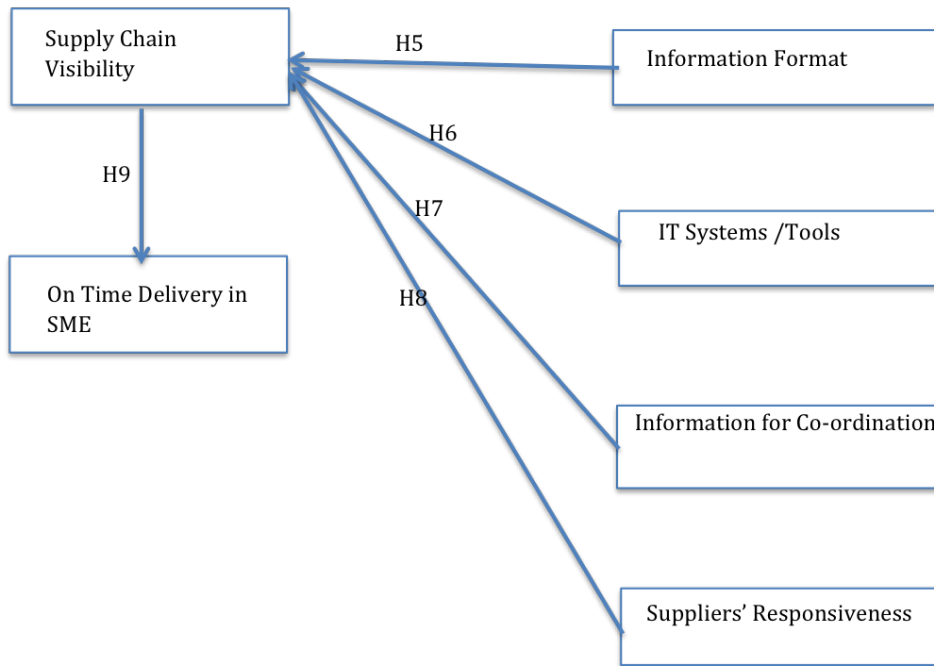 Supply Chain
Visibility
H5
Information Format
H6
H9
IT Systems /Tools
H7
On Time Delivery in
SME
H8
Information for Co-ordination
Suppliers’ Responsiveness